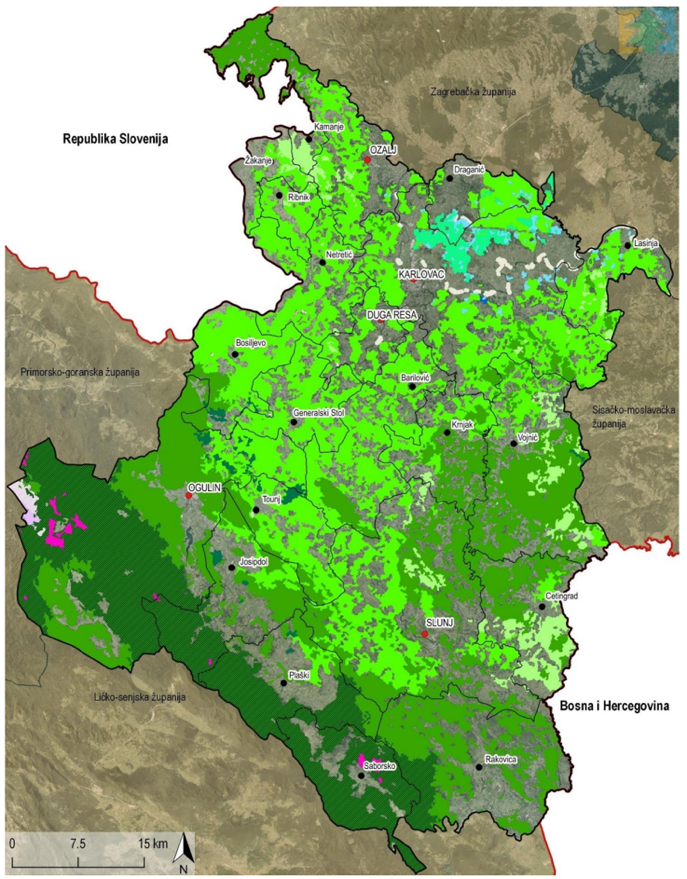 Zagrebačka županija
Kamanje
Republika Slovenija
OZALJ
Žakanje
Draganić
Ribnik
Lasinja
Netretić
KARLOVAC
DUGA RESA
Bosiljevo
Primorsko-goranska županija
Barilović
Generalski Stol
Sisačko-moslavačka
županija
Krnjak
Vojnić
OGULIN
Tounj
Josipdol
Cetingrad
SLUNJ
Plaški
Ličko-senjska županija
Bosna i Hercegovina
Saborsko
Rakovica
0 7.5 15 km
N